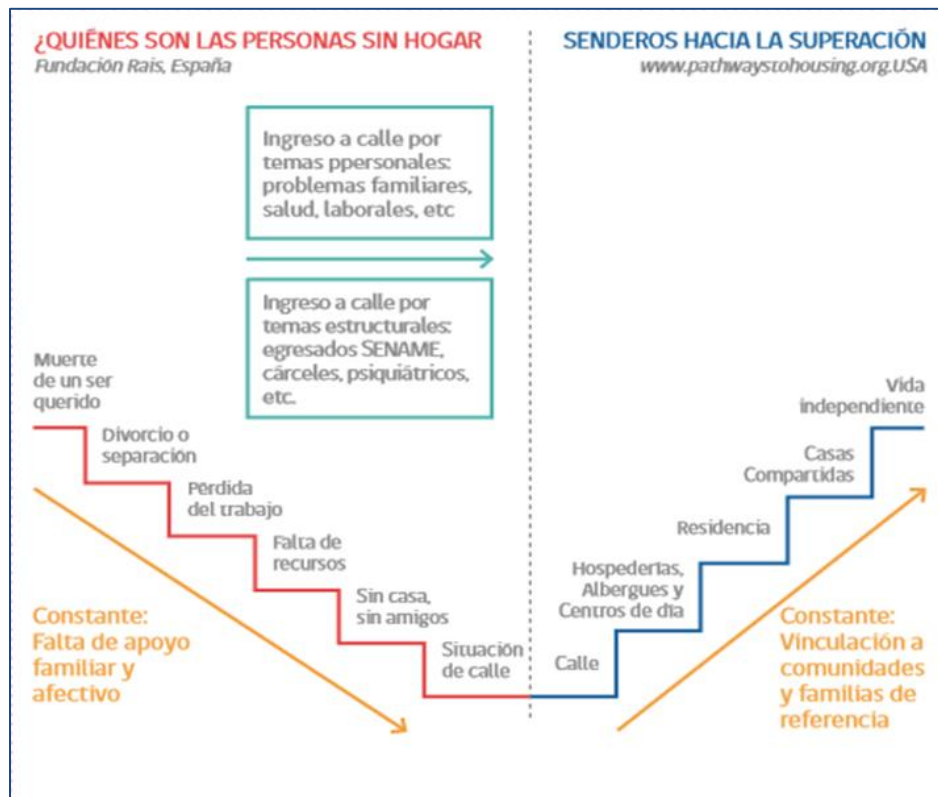 ¿QUIÉNES SON LAS PERSONAS SIN HOGAR
Fundación Rais, España
Ingreso a calle por
temas ppersonales:
problemas familiares,
salud, laborales, etc
Ingreso a calle por
temas estructurales:
egresados SENAME,
cárceles, psiquiátricos,
etc.
Muerte
de un ser
querido
Divorcio o
separación
Pérdida
del trabajo
Falta de
recursos
Sin casa,
sin amigos
Situación
de calle
Constante:
Falta de apoyo
familiar y
afectivo
SENDEROS HACIA LA SUPERACIÓN
www.pathwaystohousing.org.USA
Vida
independiente
Casas
Compartidas
Residencia
Hospederías,
Albergues y
Centros de día
Calle
Constante:
Vinculación a
comunidades
y familias de
referencia